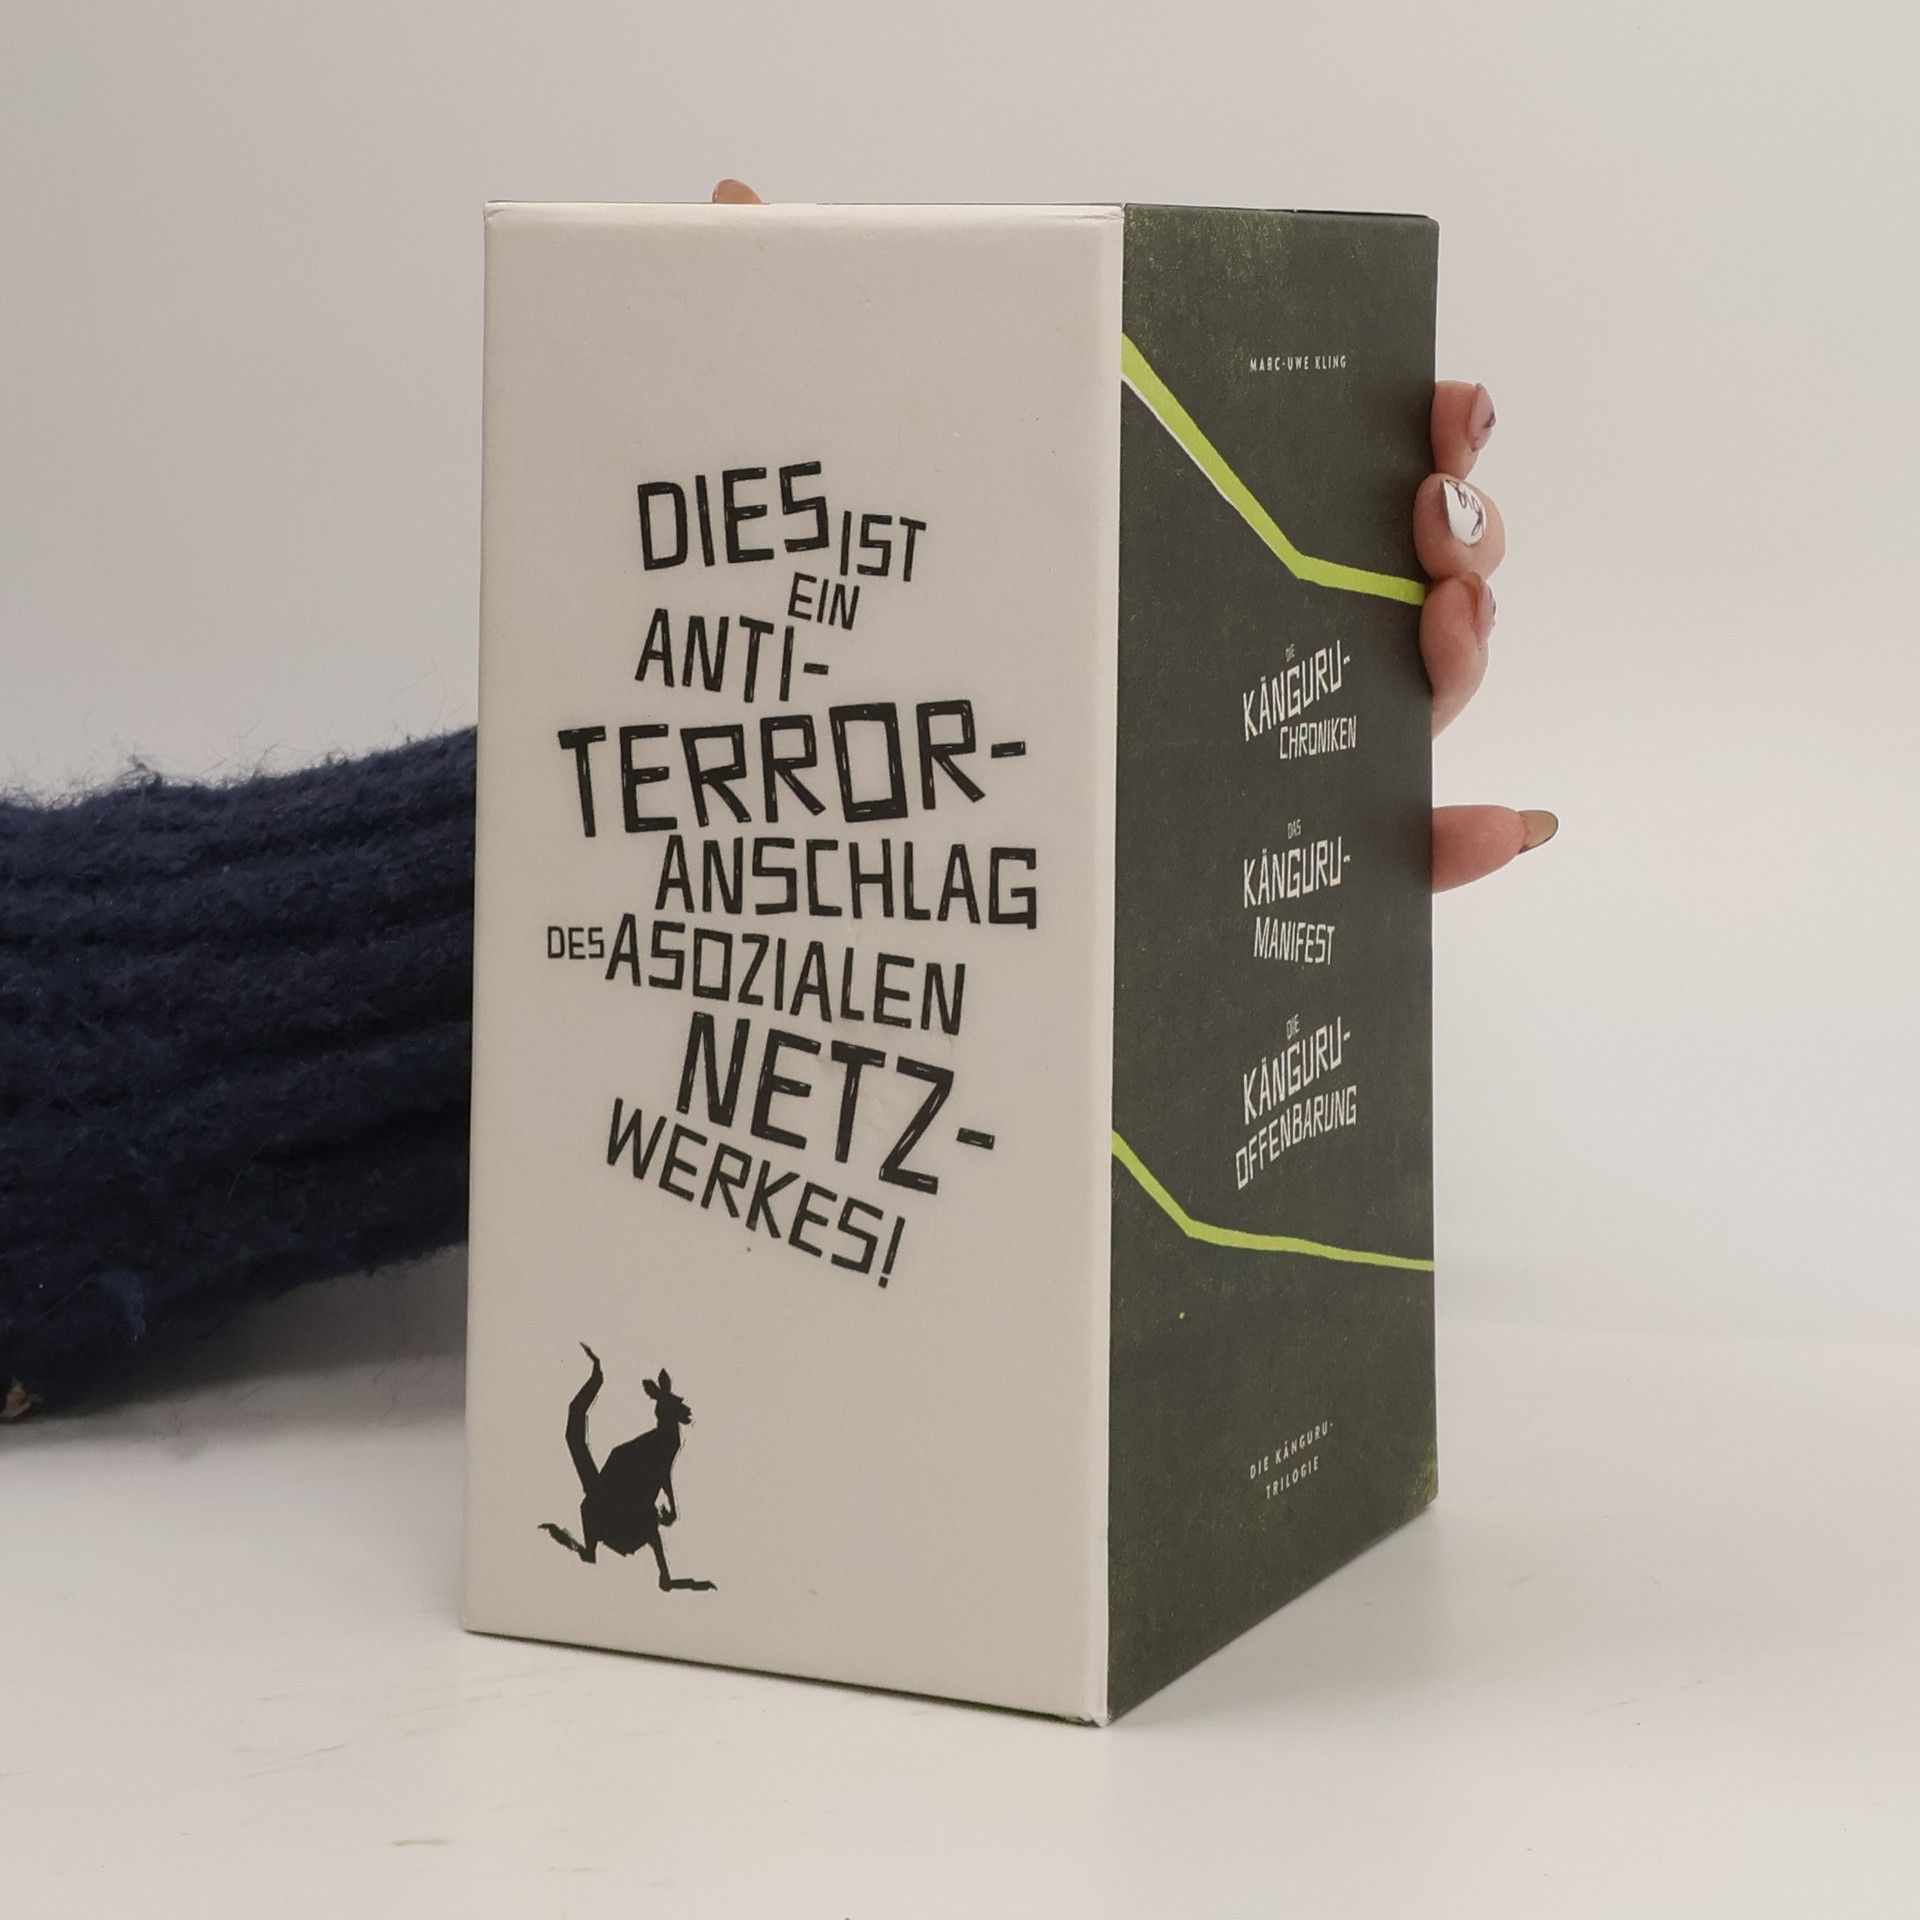 DIES IST
EIN
ANTI-
TERROR-
ANSCHLAG
DES ASOZIALEN
NETZ-
WERKES!
MARC-UWE KLING
DIE
KÄNGURU-
CHRONIKEN
DAS
KÄNGURU-
MANIFEST
DIE
KÄNGURU-
OFFENBARUNG
DIE KÄNGURU-
TRILOGIE